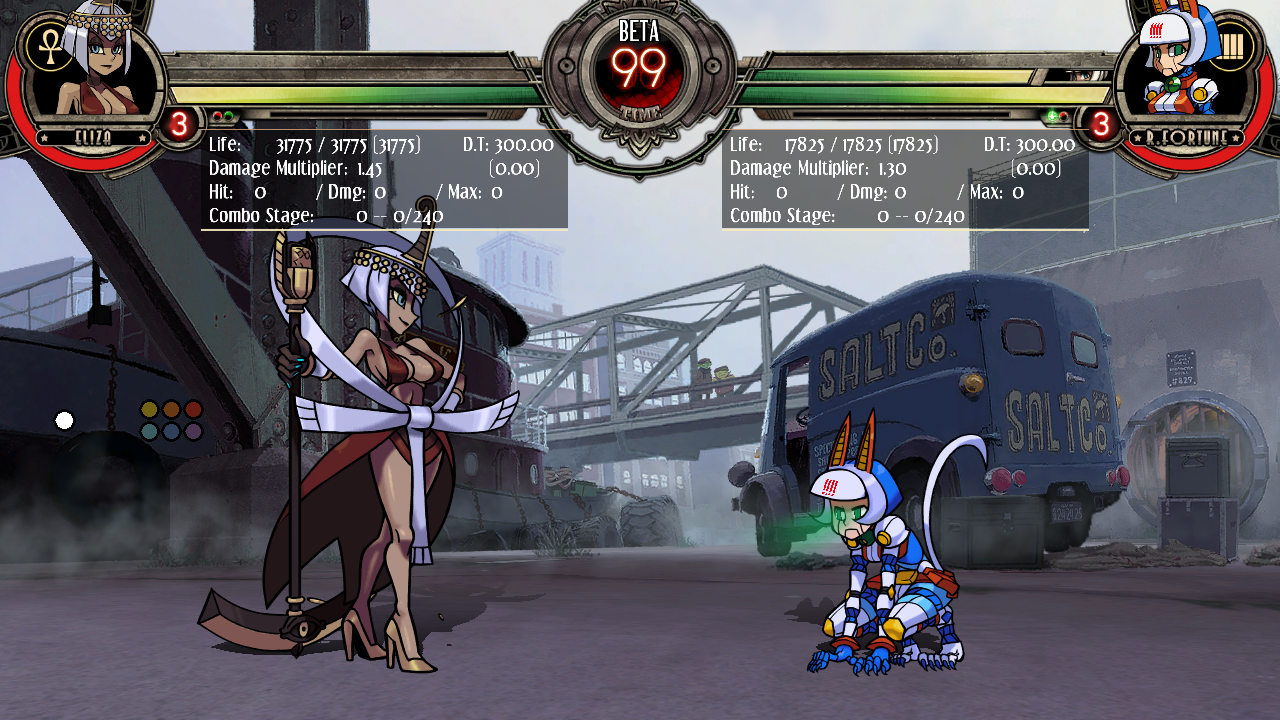 BETA
99
TIME
ELIZA
3
3
R.FORTUNE
Life: 31775 / 31775 (31775) D.T: 300.00
Damage Multiplier: 1.45 (0.00)
Hit: 0 / Dmg: 0 / Max: 0
Combo Stage: 0 -- 0/240
Life: 17825 / 17825 (17825) D.T: 300.00
Damage Multiplier: 1.30 (0.00)
Hit: 0 / Dmg: 0 / Max: 0
Combo Stage: 0 -- 0/240
SALTCo.
SALTCo.